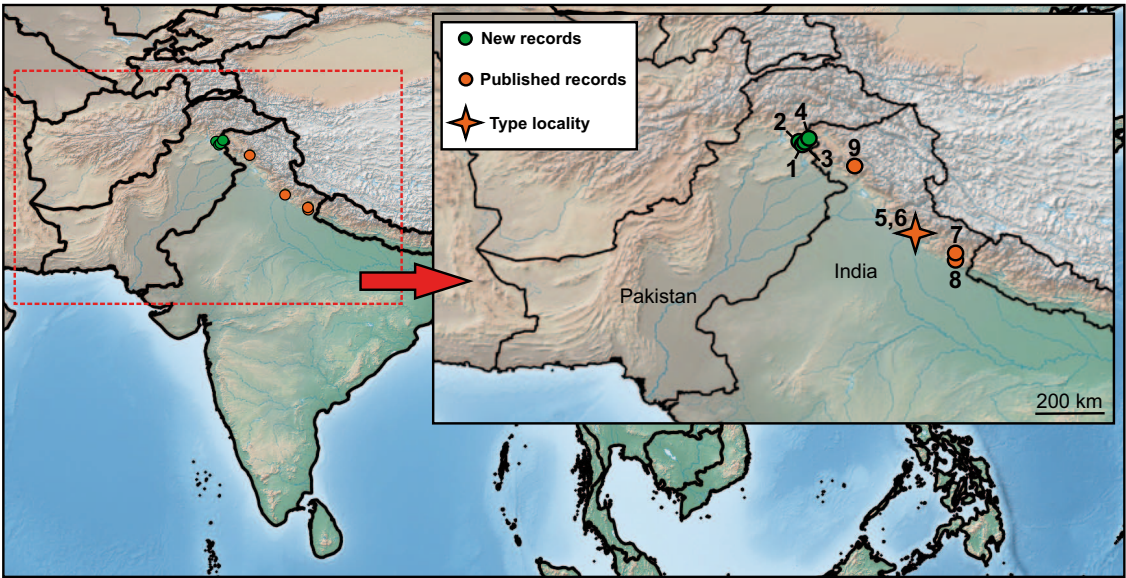 New records
Published records
Type locality
4
2
9
3
1
5,6
7
India
8
Pakistan
200 km